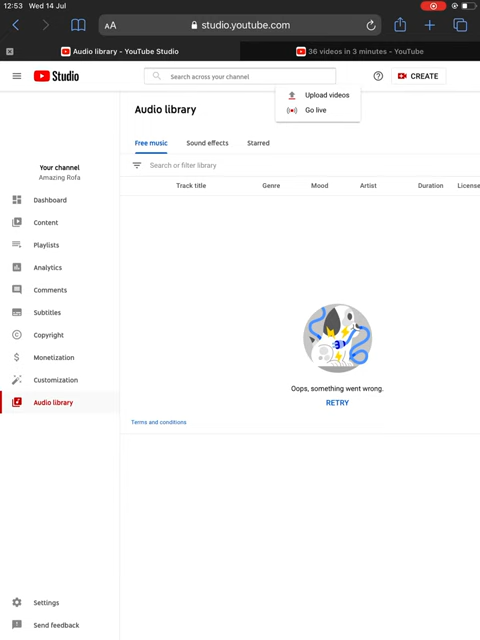 12:53 Wed 14 Jul
AA
studio.youtube.com
Audio library - YouTube Studio
36 videos in 3 minutes - YouTube
Studio
Search across your channel
CREATE
Upload videos
Go live
Audio library
Free music Sound effects Starred
Search or filter library
Track title Genre Mood Artist Duration License
Your channel
Amazing Rofa
Dashboard
Content
Playlists
Analytics
Comments
Subtitles
Copyright
Monetization
Customization
Audio library
Oops, something went wrong.
RETRY
Terms and conditions
Settings
Send feedback